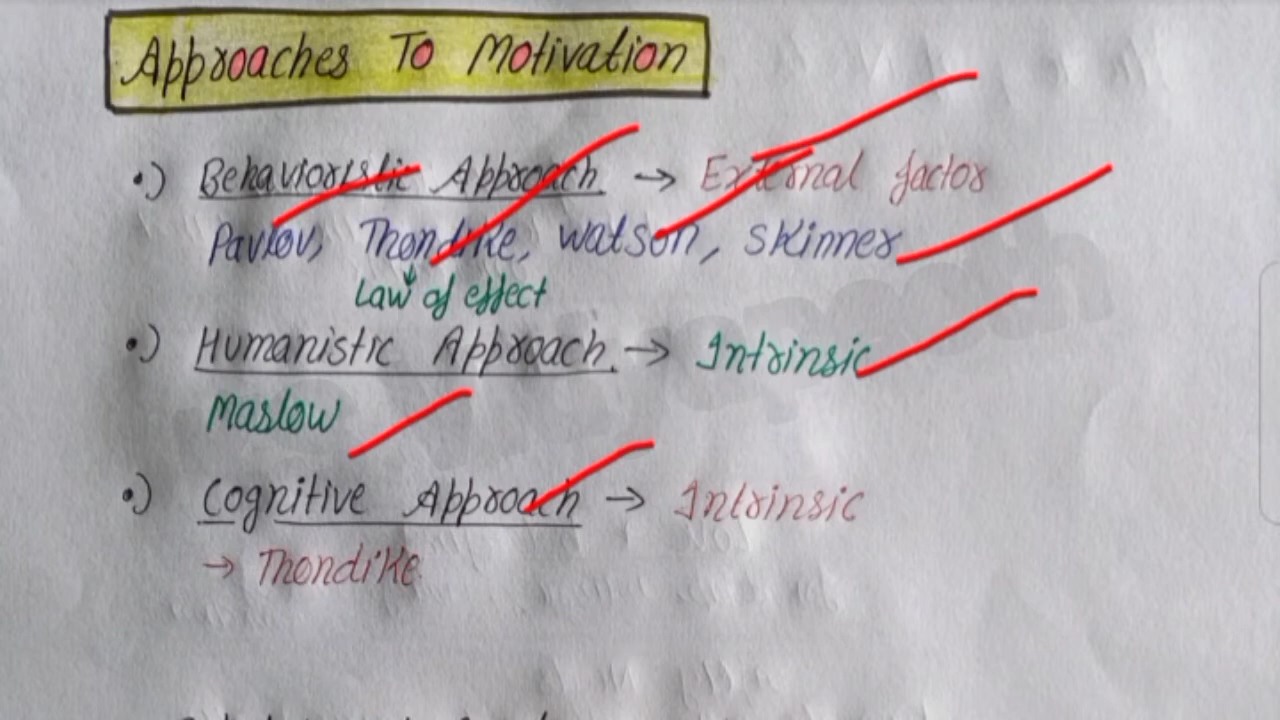 Approaches To Motivation
•) Behavioristic Approach → External factor
Pavlov, Thondike, Watson, Skinner
↓
Law of effect
•) Humanistic Approach. → Intrinsic
Maslow
•) Cognitive Approach → Intrinsic
→ Thondike